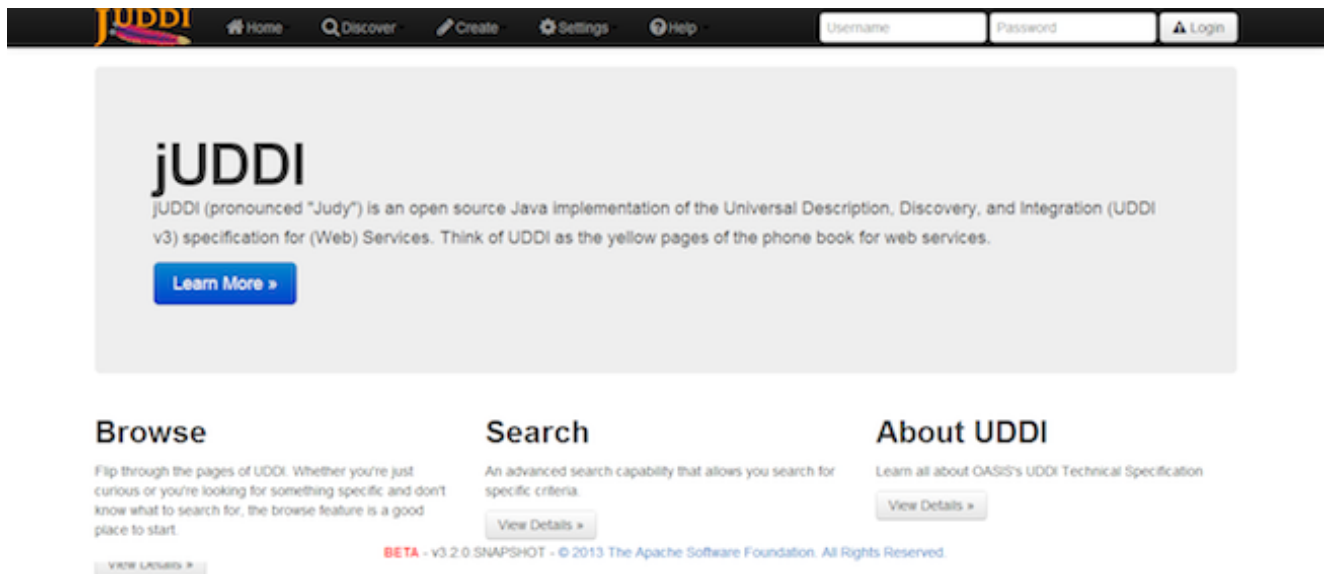 jUDDI
Home
Discover
Create
Settings
Help
Username
Password
Login
jUDDI
jUDDI (pronounced "Judy") is an open source Java implementation of the Universal Description, Discovery, and Integration (UDDI
v3) specification for (Web) Services. Think of UDDI as the yellow pages of the phone book for web services.
Learn More »
Browse
Flip through the pages of UDDI. Whether you're just
curious or you're looking for something specific and don't
know what to search for, the browse feature is a good
place to start.
View Details »
Search
An advanced search capability that allows you search for
specific criteria.
View Details »
About UDDI
Learn all about OASIS's UDDI Technical Specification
View Details »
BETA - v3.2.0.SNAPSHOT - © 2013 The Apache Software Foundation. All Rights Reserved.